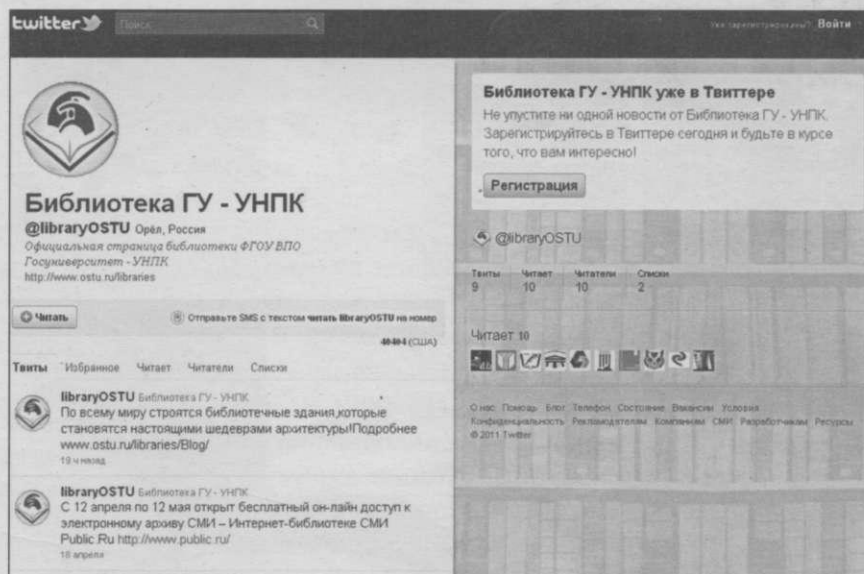 twitter
Поиск
Уже зарегистрированы? Войти
Библиотека ГУ - УНПК
@libraryOSTU Орёл, Россия
Официальная страница библиотеки ФГОУ ВПО
Госуниверситет - УНПК
http://www.ostu.ru/libraries
Читать
Отправьте SMS с текстом читать libraryOSTU на номер
40404 (США)
Твиты Избранное Читает Читатели Списки
libraryOSTU Библиотека ГУ - УНПК
По всему миру строятся библиотечные здания,которые
становятся настоящими шедеврами архитектуры!Подробнее
www.ostu.ru/libraries/Blog/
19 ч назад
libraryOSTU Библиотека ГУ - УНПК
С 12 апреля по 12 мая открыт бесплатный он-лайн доступ к
электронному архиву СМИ – Интернет-библиотеке СМИ
Public.Ru http://www.public.ru/
18 апреля
Библиотека ГУ - УНПК уже в Твиттере
Не упустите ни одной новости от Библиотека ГУ - УНПК.
Зарегистрируйтесь в Твиттере сегодня и будьте в курсе
того, что вам интересно!
Регистрация
@libraryOSTU
Твиты Читает Читатели Списки
9 10 10 2
Читает 10
О нас Помощь Блог Телефон Состояние Вакансии Условия
Конфиденциальность Рекламодателям Компаниям СМИ Разработчикам Ресурсы
© 2011 Twitter